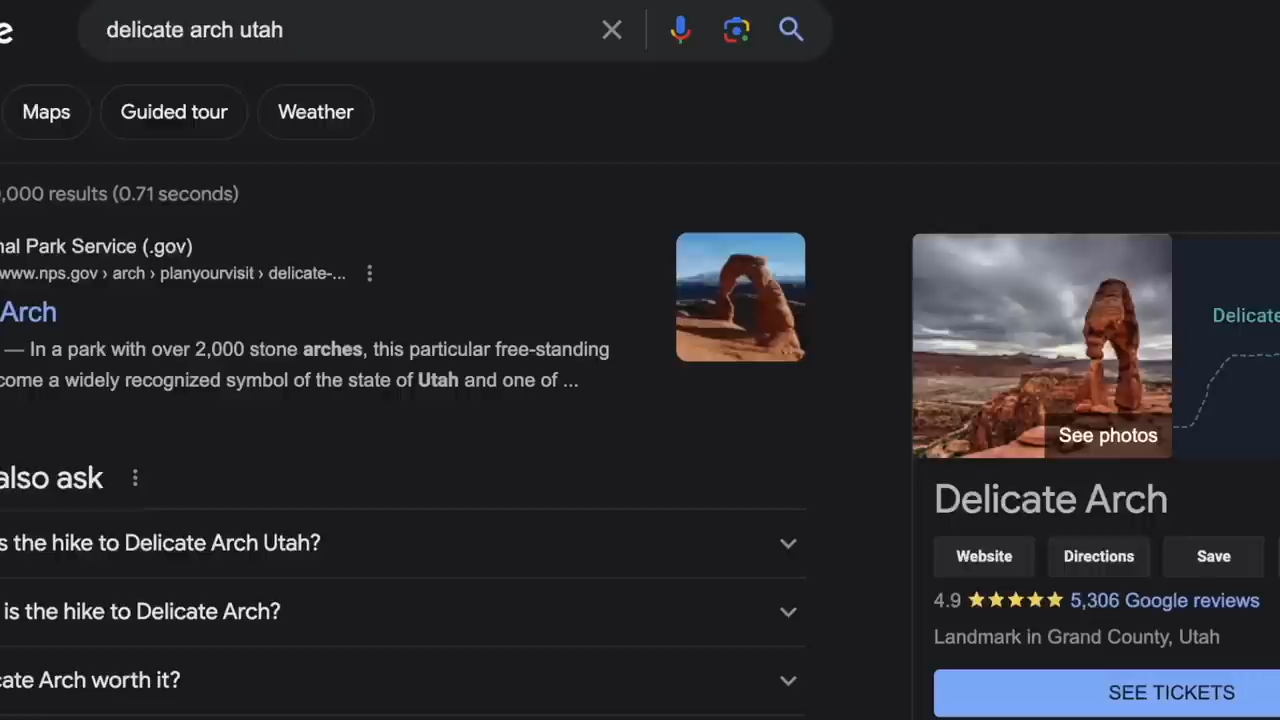 e
delicate arch utah
Maps
Guided tour
Weather
,000 results (0.71 seconds)
nal Park Service (.gov)
www.nps.gov › arch › planyourvisit › delicate-...
Arch
— In a park with over 2,000 stone arches, this particular free-standing
come a widely recognized symbol of the state of Utah and one of ...
also ask
s the hike to Delicate Arch Utah?
is the hike to Delicate Arch?
cate Arch worth it?
See photos
Delicate
Delicate Arch
Website
Directions
Save
4.9 ★★★★★ 5,306 Google reviews
Landmark in Grand County, Utah
SEE TICKETS